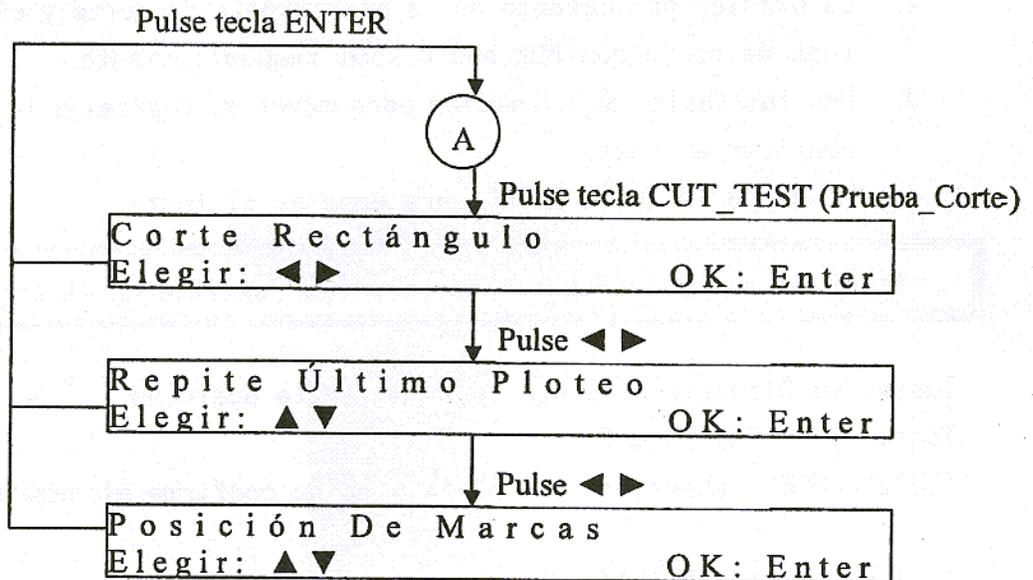 Pulse tecla ENTER
A
Pulse tecla CUT_TEST (Prueba_Corte)
Corte Rectángulo
Elegir: ◀ ▶ OK: Enter
Pulse ◀ ▶
Repite Último Ploteo
Elegir: ▲ ▼ OK: Enter
Pulse ◀ ▶
Posición De Marcas
Elegir: ▲ ▼ OK: Enter